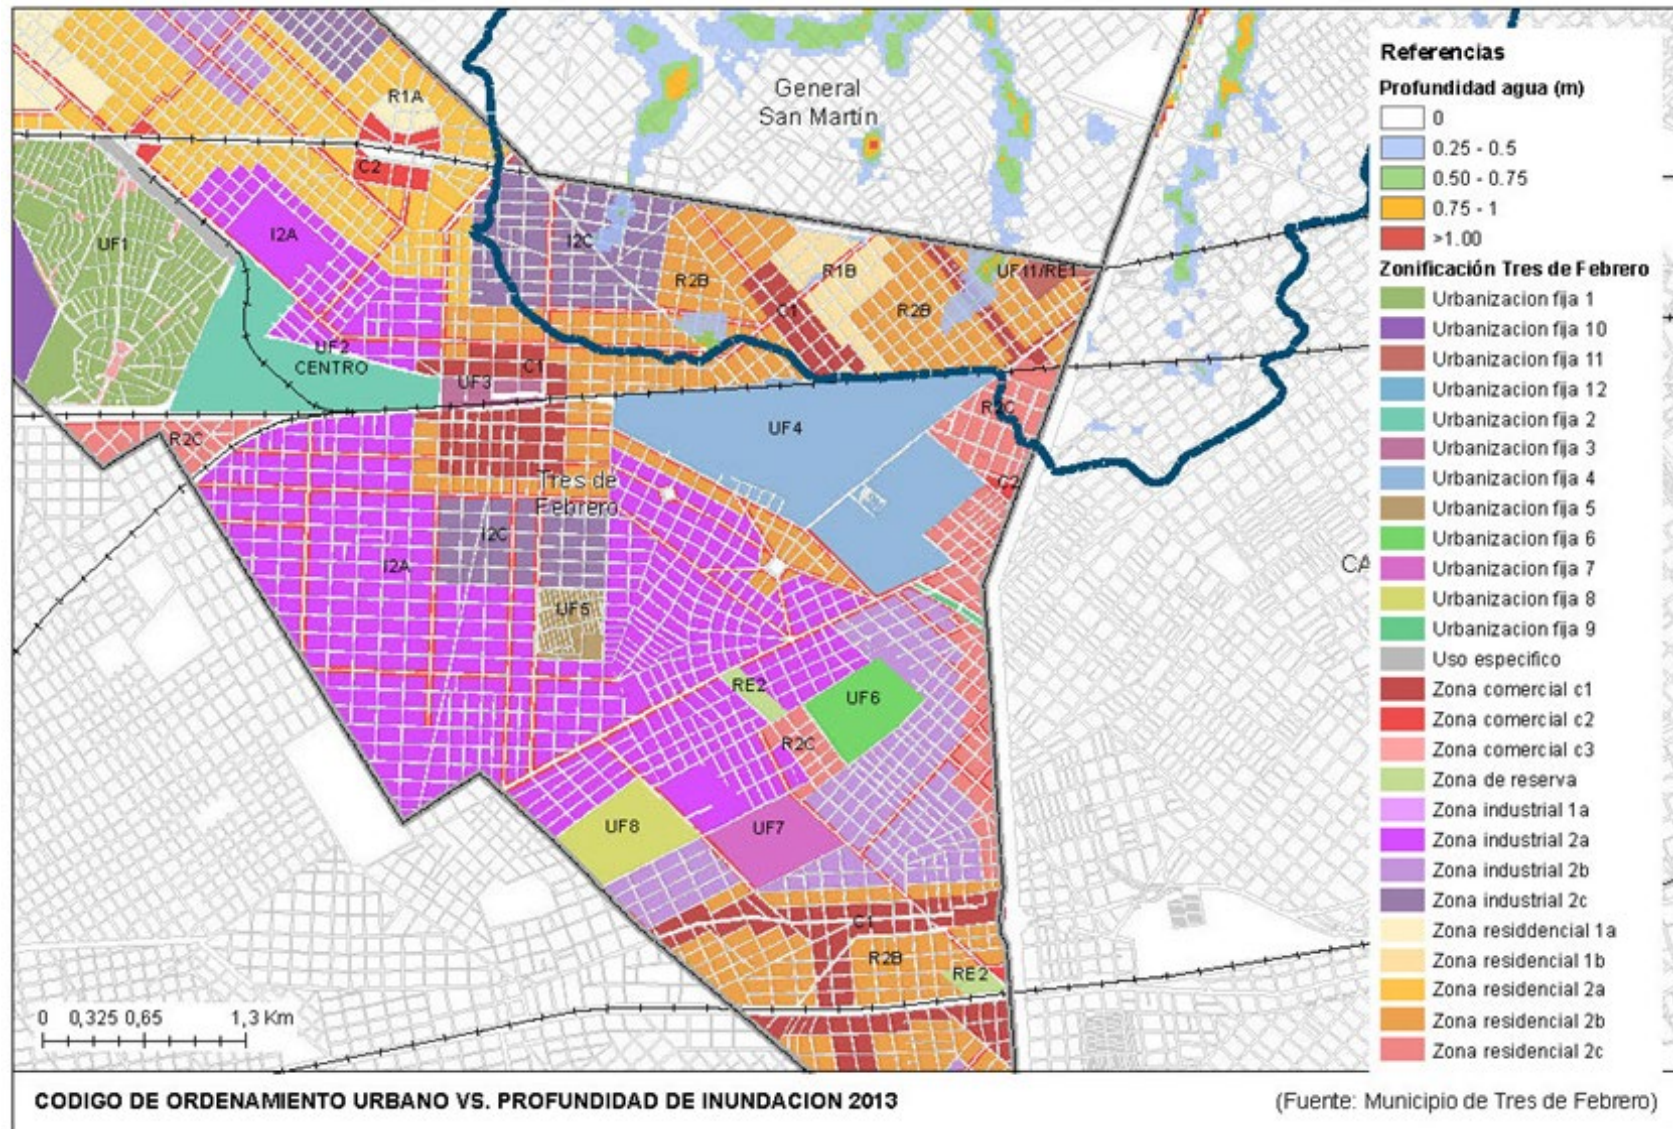 General
San Martín
R1A
C2
UF1
I2A
I2C
R2B
R1B
UF11/RE1
C1
R2B
UF2
CENTRO
C1
UF3
R2C
UF4
R2C
Tres de
Febrero
C2
I2C
I2A
CA
UF5
RE2
UF6
R2C
UF8
UF7
C1
R2B
RE2
0 0,325 0,65 1,3 Km
Referencias
Profundidad agua (m)
0
0.25 - 0.5
0.50 - 0.75
0.75 - 1
>1.00
Zonificación Tres de Febrero
Urbanizacion fija 1
Urbanizacion fija 10
Urbanizacion fija 11
Urbanizacion fija 12
Urbanizacion fija 2
Urbanizacion fija 3
Urbanizacion fija 4
Urbanizacion fija 5
Urbanizacion fija 6
Urbanizacion fija 7
Urbanizacion fija 8
Urbanizacion fija 9
Uso especifico
Zona comercial c1
Zona comercial c2
Zona comercial c3
Zona de reserva
Zona industrial 1a
Zona industrial 2a
Zona industrial 2b
Zona industrial 2c
Zona residdencial 1a
Zona residencial 1b
Zona residencial 2a
Zona residencial 2b
Zona residencial 2c
CODIGO DE ORDENAMIENTO URBANO VS. PROFUNDIDAD DE INUNDACION 2013
(Fuente: Municipio de Tres de Febrero)